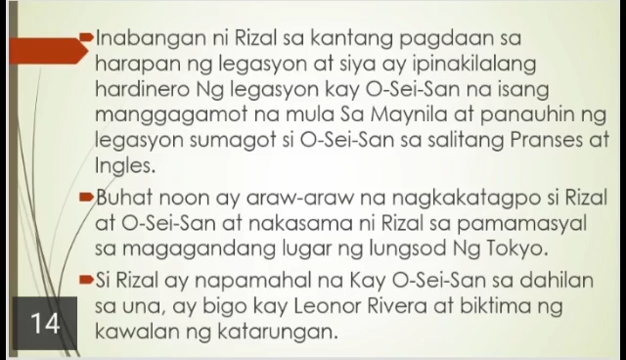 Inabangan ni Rizal sa kantang pagdaan sa
harapan ng legasyon at siya ay ipinakilalang
hardinero Ng legasyon kay O-Sei-San na isang
manggagamot na mula Sa Maynila at panauhin ng
legasyon sumagot si O-Sei-San sa salitang Pranses at
Ingles.
Buhat noon ay araw-araw na nagkakatagpo si Rizal
at O-Sei-San at nakasama ni Rizal sa pamamasyal
sa magagandang lugar ng lungsod Ng Tokyo.
Si Rizal ay napamahal na Kay O-Sei-San sa dahilan
sa una, ay bigo kay Leonor Rivera at biktima ng
kawalan ng katarungan.
14